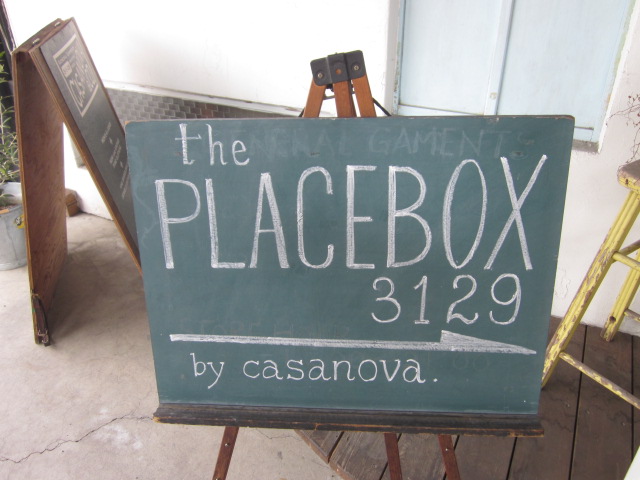 the
PLACEBOX
3129
by casanova.